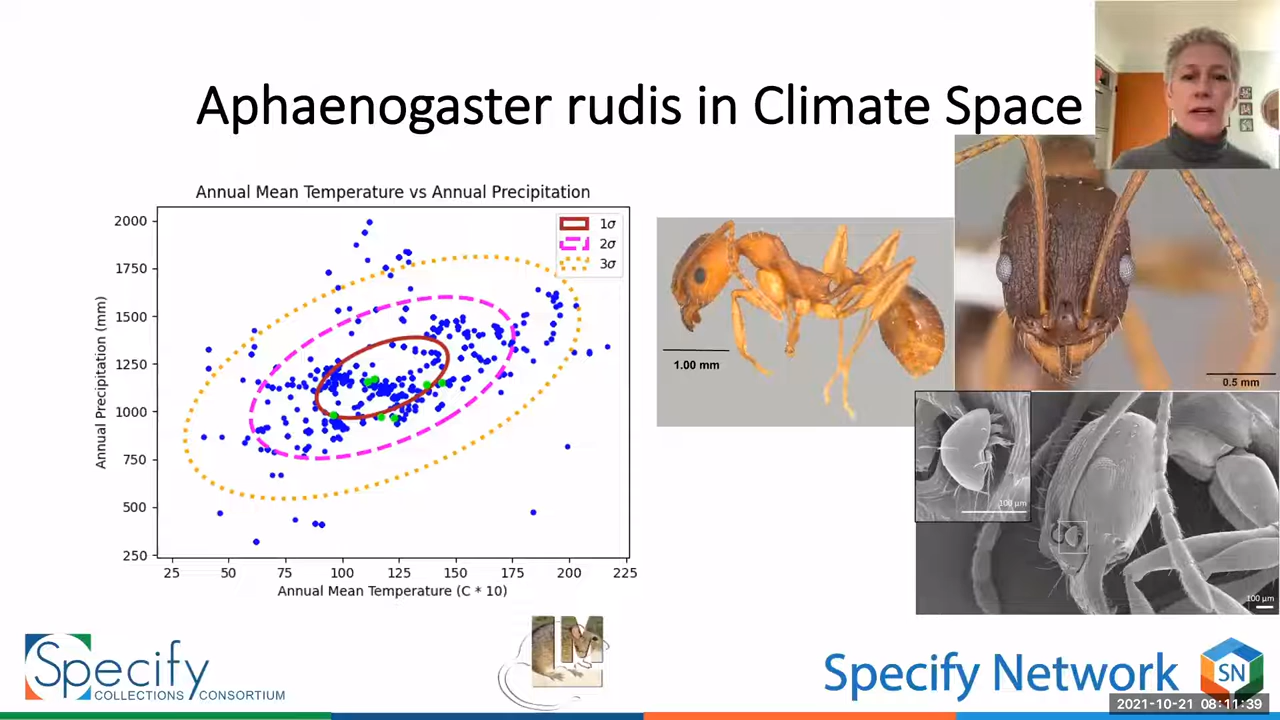 Aphaenogaster rudis in Climate Space
Annual Mean Temperature vs Annual Precipitation
Annual Precipitation (mm)
2000
1750
1500
1250
1000
750
500
250
25 50 75 100 125 150 175 200 225
Annual Mean Temperature (C * 10)
1σ
2σ
3σ
1.00 mm
0.5 mm
100 µm
100 µm
Specify
COLLECTIONS CONSORTIUM
LM
Specify Network
SN
2021-10-21 08:11:39